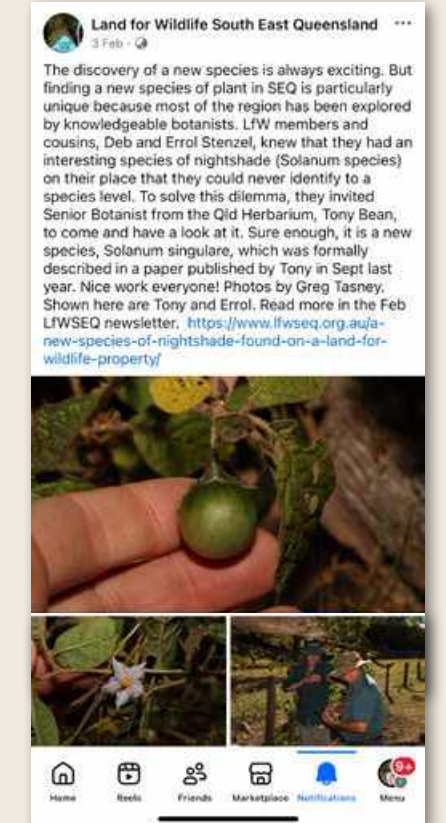 Land for Wildlife South East Queensland ...
3 Feb ·
The discovery of a new species is always exciting. But
finding a new species of plant in SEQ is particularly
unique because most of the region has been explored
by knowledgeable botanists. LfW members and
cousins, Deb and Errol Stenzel, knew that they had an
interesting species of nightshade (Solanum species)
on their place that they could never identify to a
species level. To solve this dilemma, they invited
Senior Botanist from the Qld Herbarium, Tony Bean,
to come and have a look at it. Sure enough, it is a new
species, Solanum singulare, which was formally
described in a paper published by Tony in Sept last
year. Nice work everyone! Photos by Greg Tasney.
Shown here are Tony and Errol. Read more in the Feb
LfWSEQ newsletter. https://www.lfwseq.org.au/a-
new-species-of-nightshade-found-on-a-land-for-
wildlife-property/
9+
Home Reels Friends Marketplace Notifications Menu